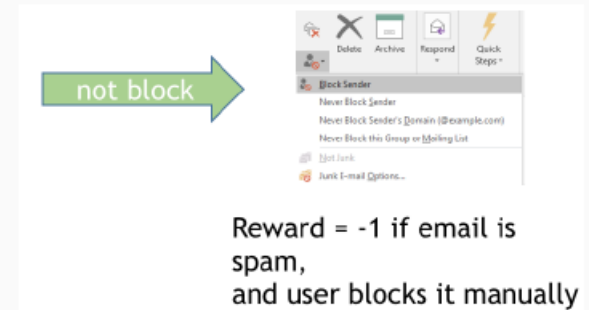 Delete Archive Respond Quick Steps
not block
Block Sender
Never Block Sender
Never Block Sender's Domain (@example.com)
Never Block this Group or Mailing List
Not Junk
Junk E-mail Options...
Reward = -1 if email is
spam,
and user blocks it manually